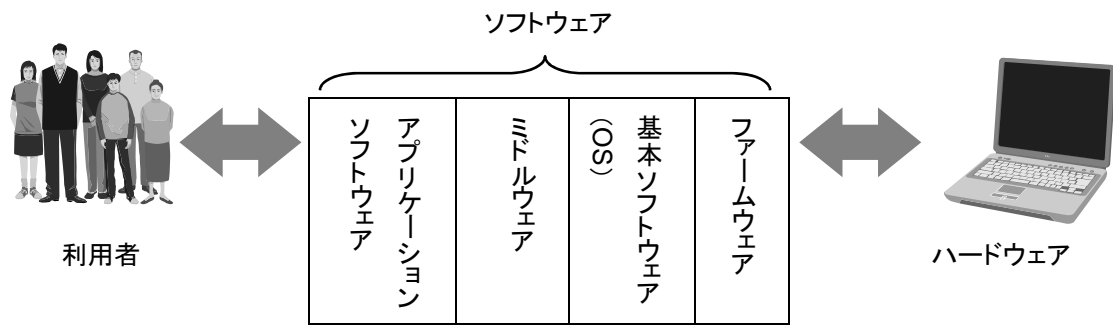 ソフトウェア
アプリケーション
ソフトウェア
ミドルウェア
基本ソフトウェア
（OS）
ファームウェア
利用者
ハードウェア